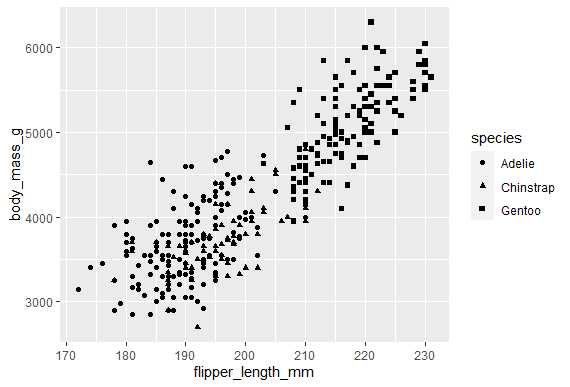 6000
5000
4000
3000
body_mass_g
170 180 190 200 210 220 230
flipper_length_mm
species
Adelie
Chinstrap
Gentoo